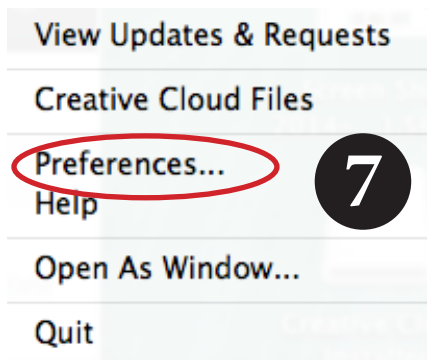 View Updates & Requests
Creative Cloud Files
Preferences...
7
Help
Open As Window...
Quit